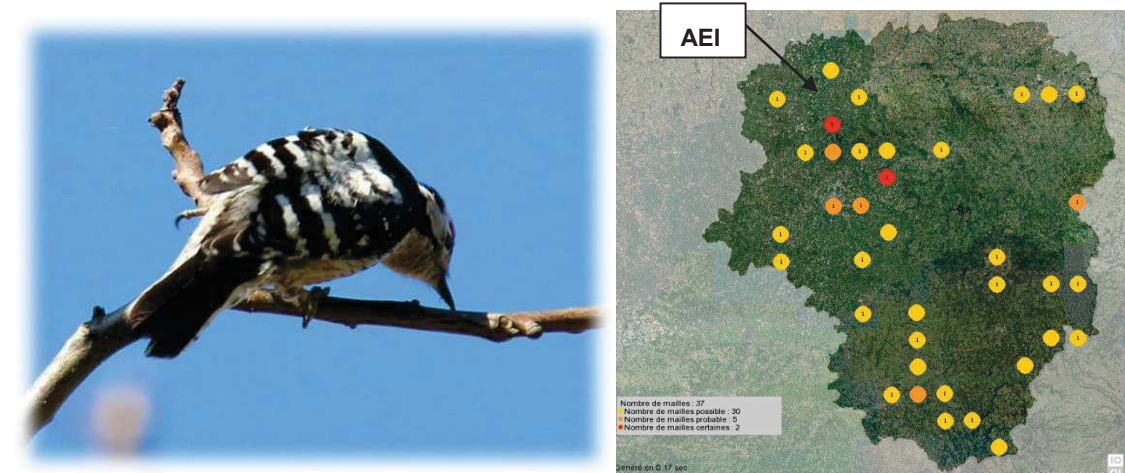 AEI
Nombre de mailles : 37
Nombre de mailles possible : 30
Nombre de mailles probable : 5
Nombre de mailles certaines : 2
Généré en 0.17 sec